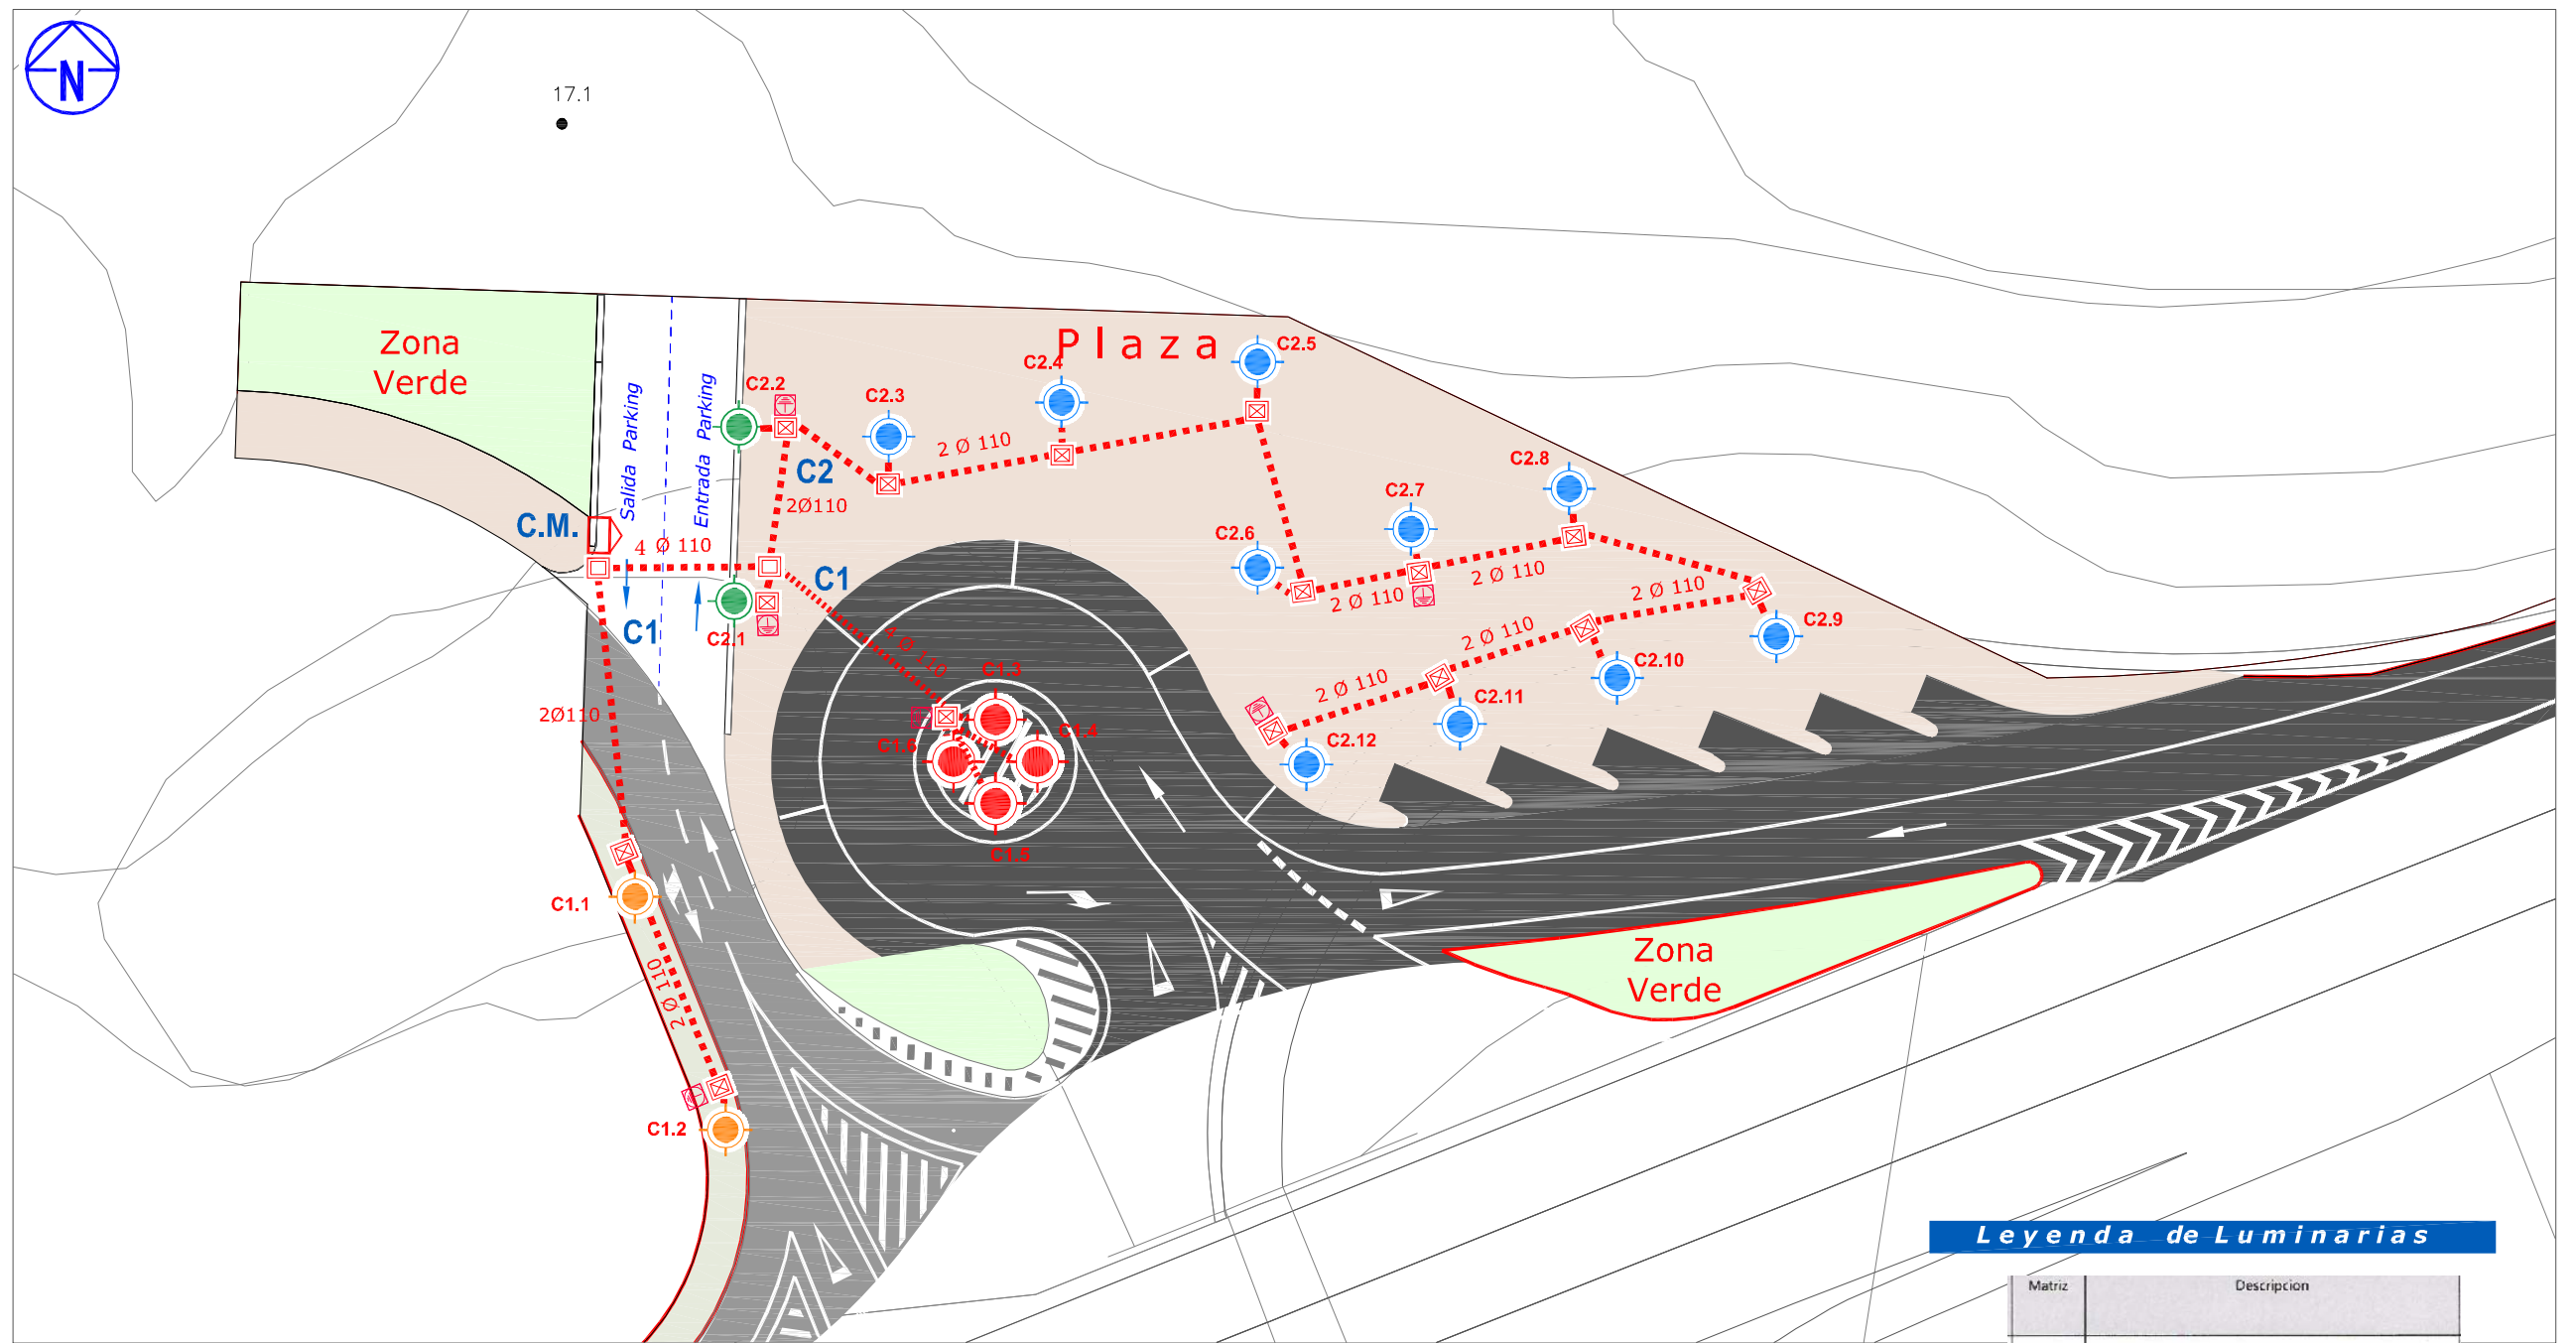 N
17.1
Zona
Verde
Plaza
Salida Parking
Entrada Parking
C2.2
C2.3
C2.4
C2.5
2 Ø 110
C2
2Ø110
C.M.
4 Ø 110
C1
C1
C2.1
C2.6
C2.7
C2.8
2 Ø 110
2 Ø 110
2 Ø 110
C2.9
2 Ø 110
C2.10
2 Ø 110
C2.11
C2.12
4 Ø 110
C1.3
C1.4
C1.6
C1.5
2Ø110
C1.1
2 Ø 110
C1.2
Zona
Verde
Leyenda de Luminarias
Matriz
Descripcion